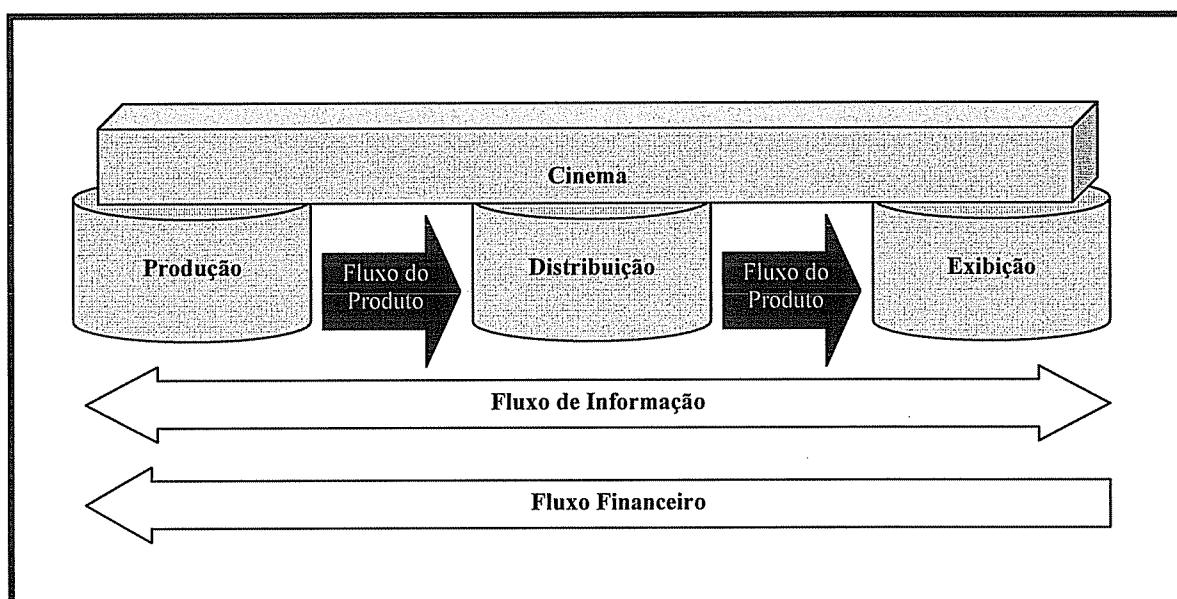 Cinema
Produção
Fluxo do
Produto
Distribuição
Fluxo do
Produto
Exibição
Fluxo de Informação
Fluxo Financeiro